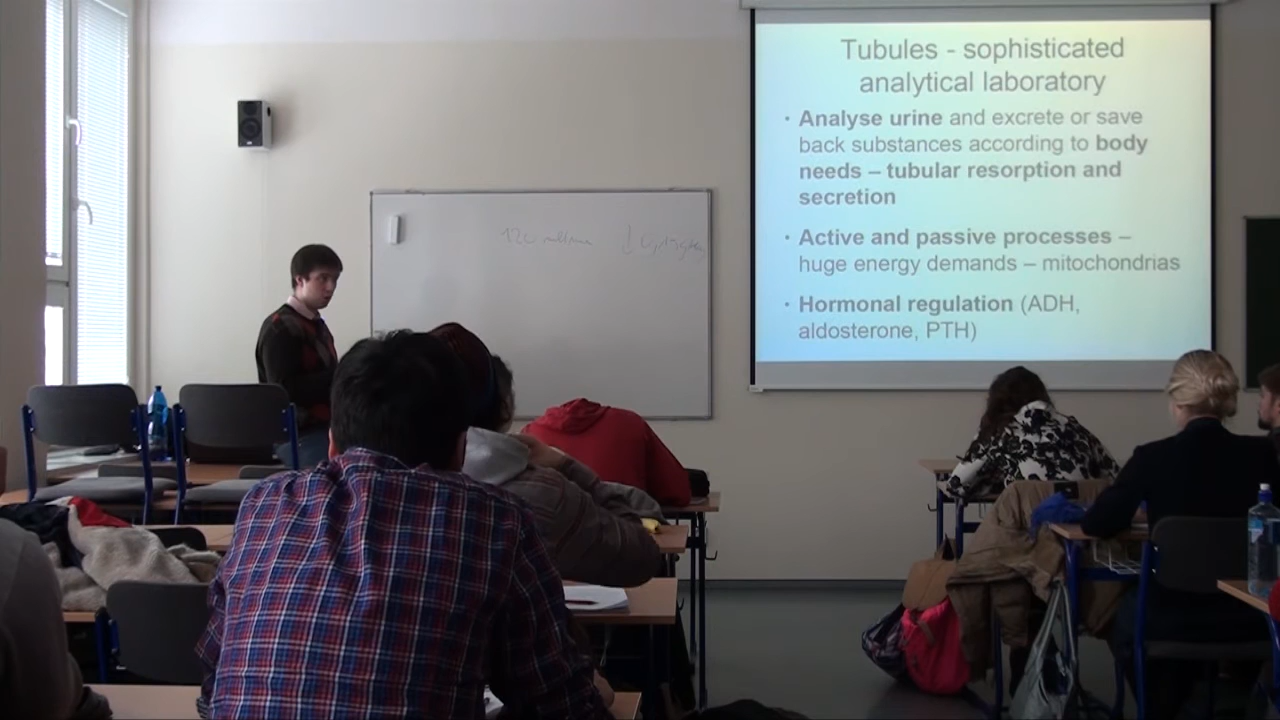 Tubules - sophisticated
analytical laboratory
• Analyse urine and excrete or save
back substances according to body
needs – tubular resorption and
secretion
• Active and passive processes –
huge energy demands – mitochondrias
• Hormonal regulation (ADH,
aldosterone, PTH)